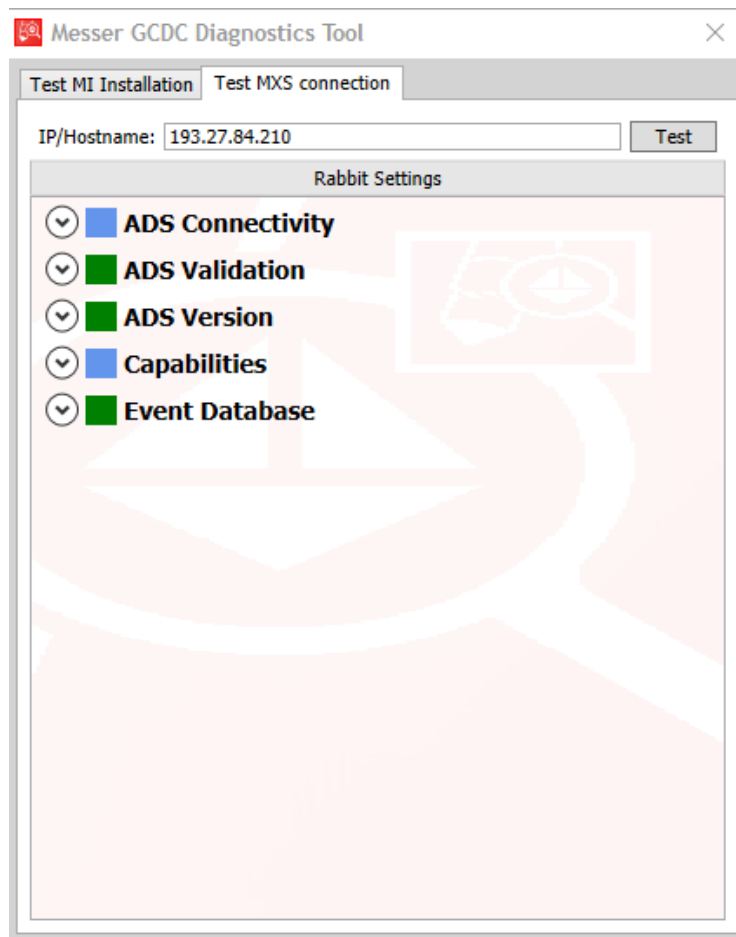 Messer GCDC Diagnostics Tool
Test MI Installation Test MXS connection
IP/Hostname: 193.27.84.210 Test
Rabbit Settings
ADS Connectivity
ADS Validation
ADS Version
Capabilities
Event Database